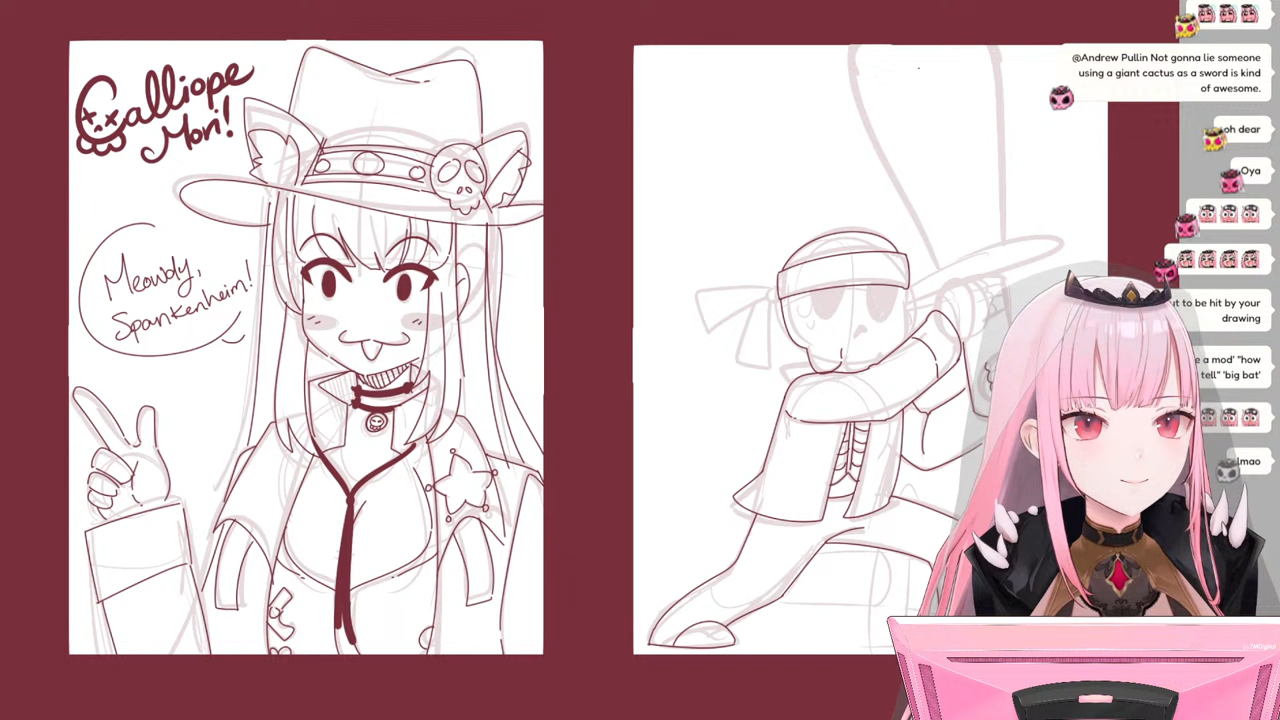 Calliope
Mori!
Meowdy,
Spankenheim!
@Andrew Pullin Not gonna lie someone
using a giant cactus as a sword is kind
of awesome.
oh dear
Oya
to be hit by your
drawing
a mod' "how
tell" 'big bat'
lmao